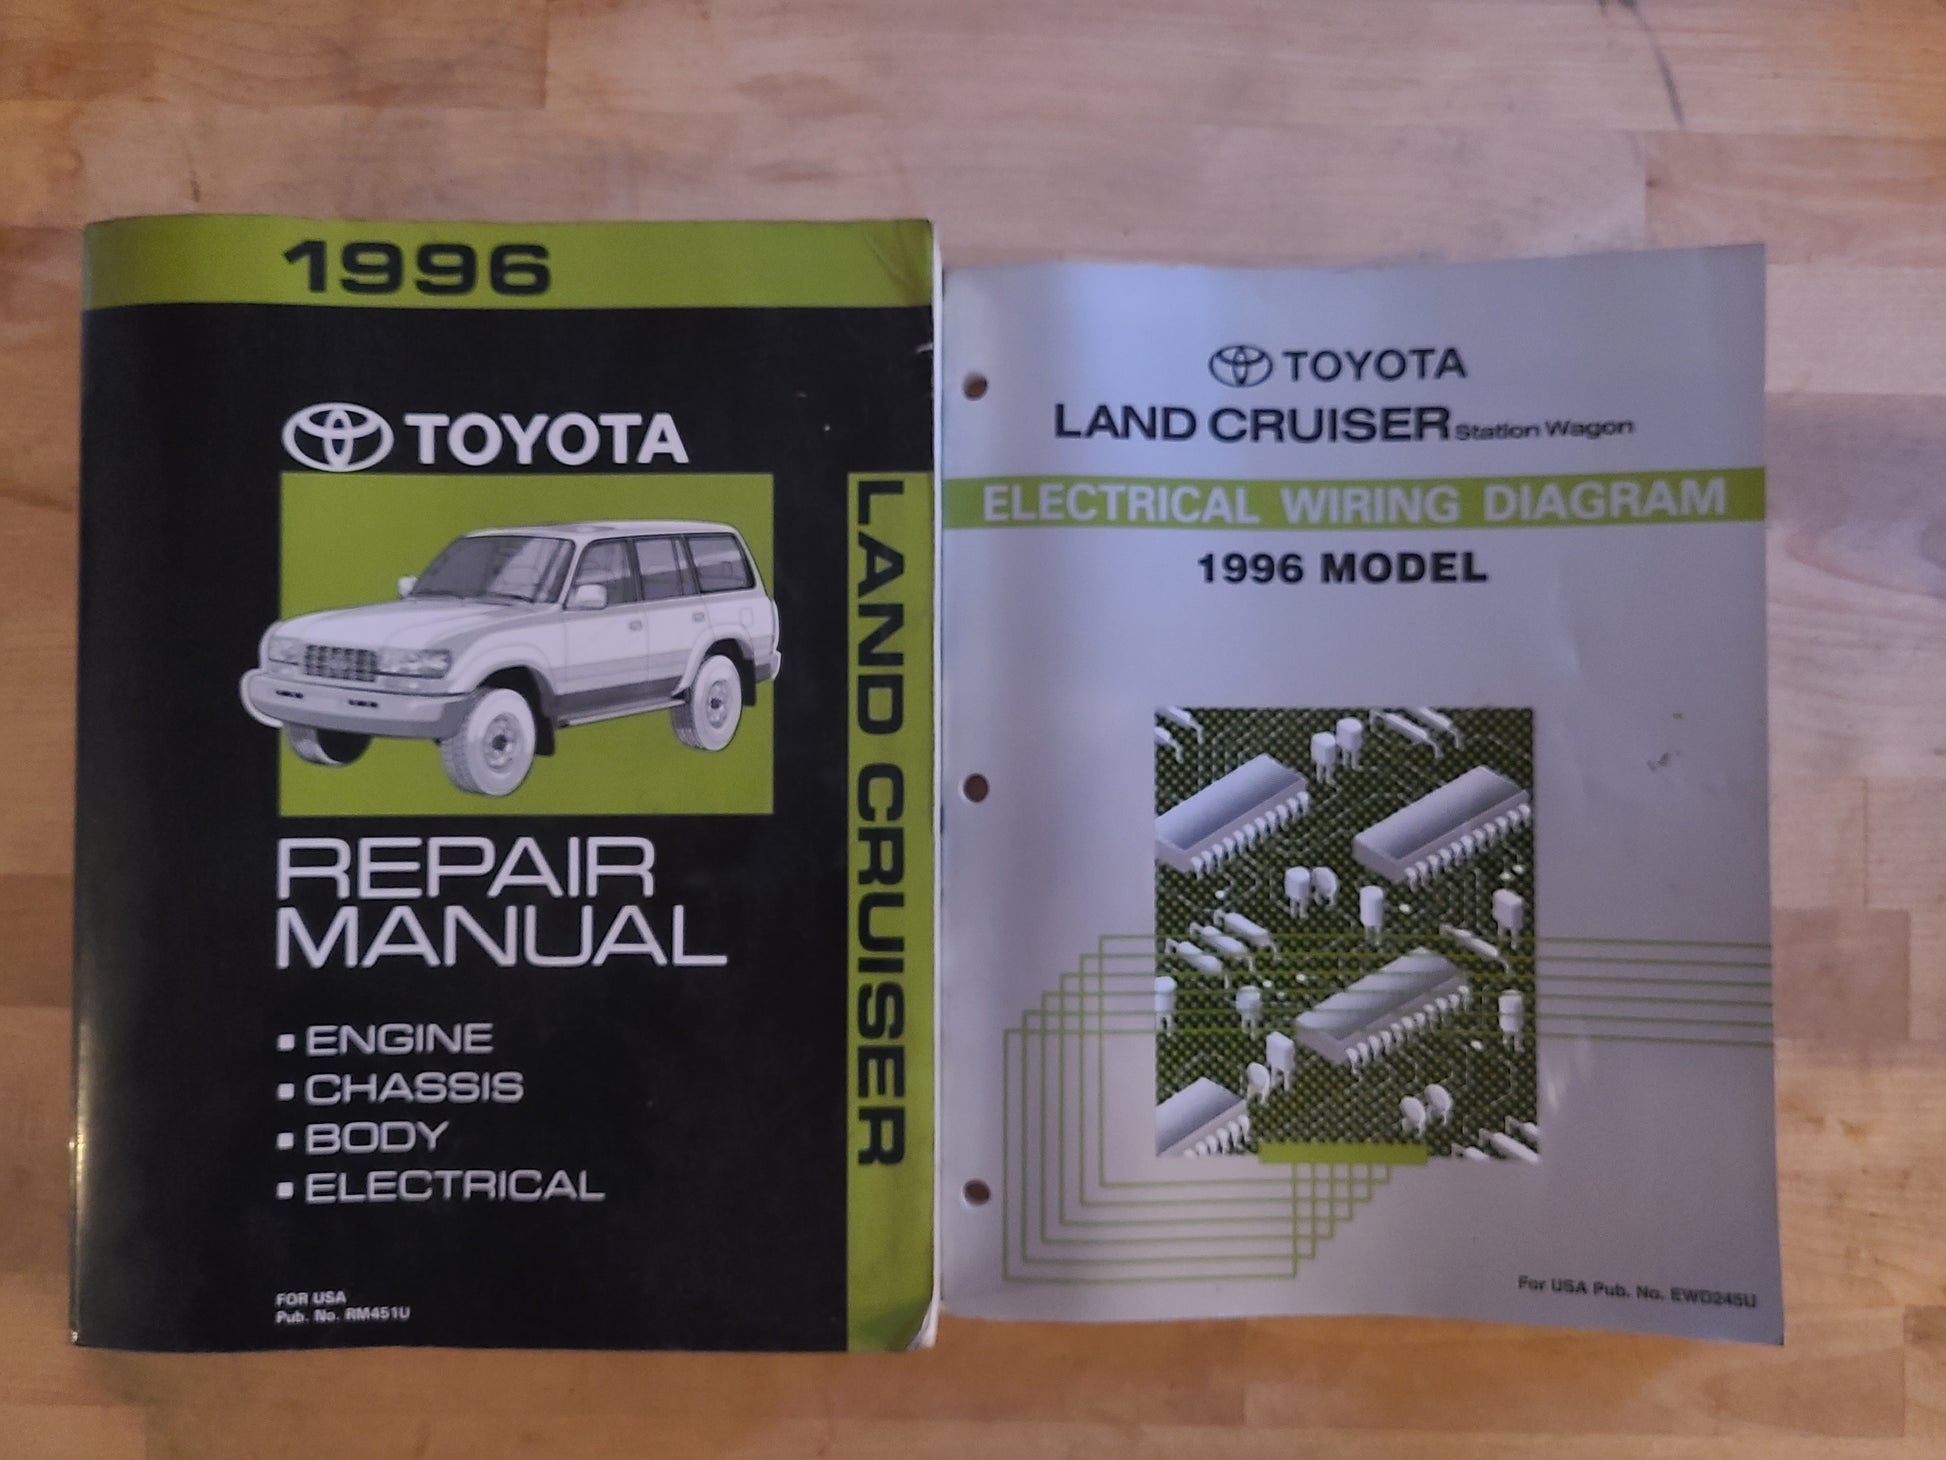 1996
TOYOTA
LAND CRUISER
REPAIR
MANUAL
▪ ENGINE
▪ CHASSIS
▪ BODY
▪ ELECTRICAL
FOR USA
Pub. No. RM451U
TOYOTA
LAND CRUISER Station Wagon
ELECTRICAL WIRING DIAGRAM
1996 MODEL
For USA Pub. No. EWD245U